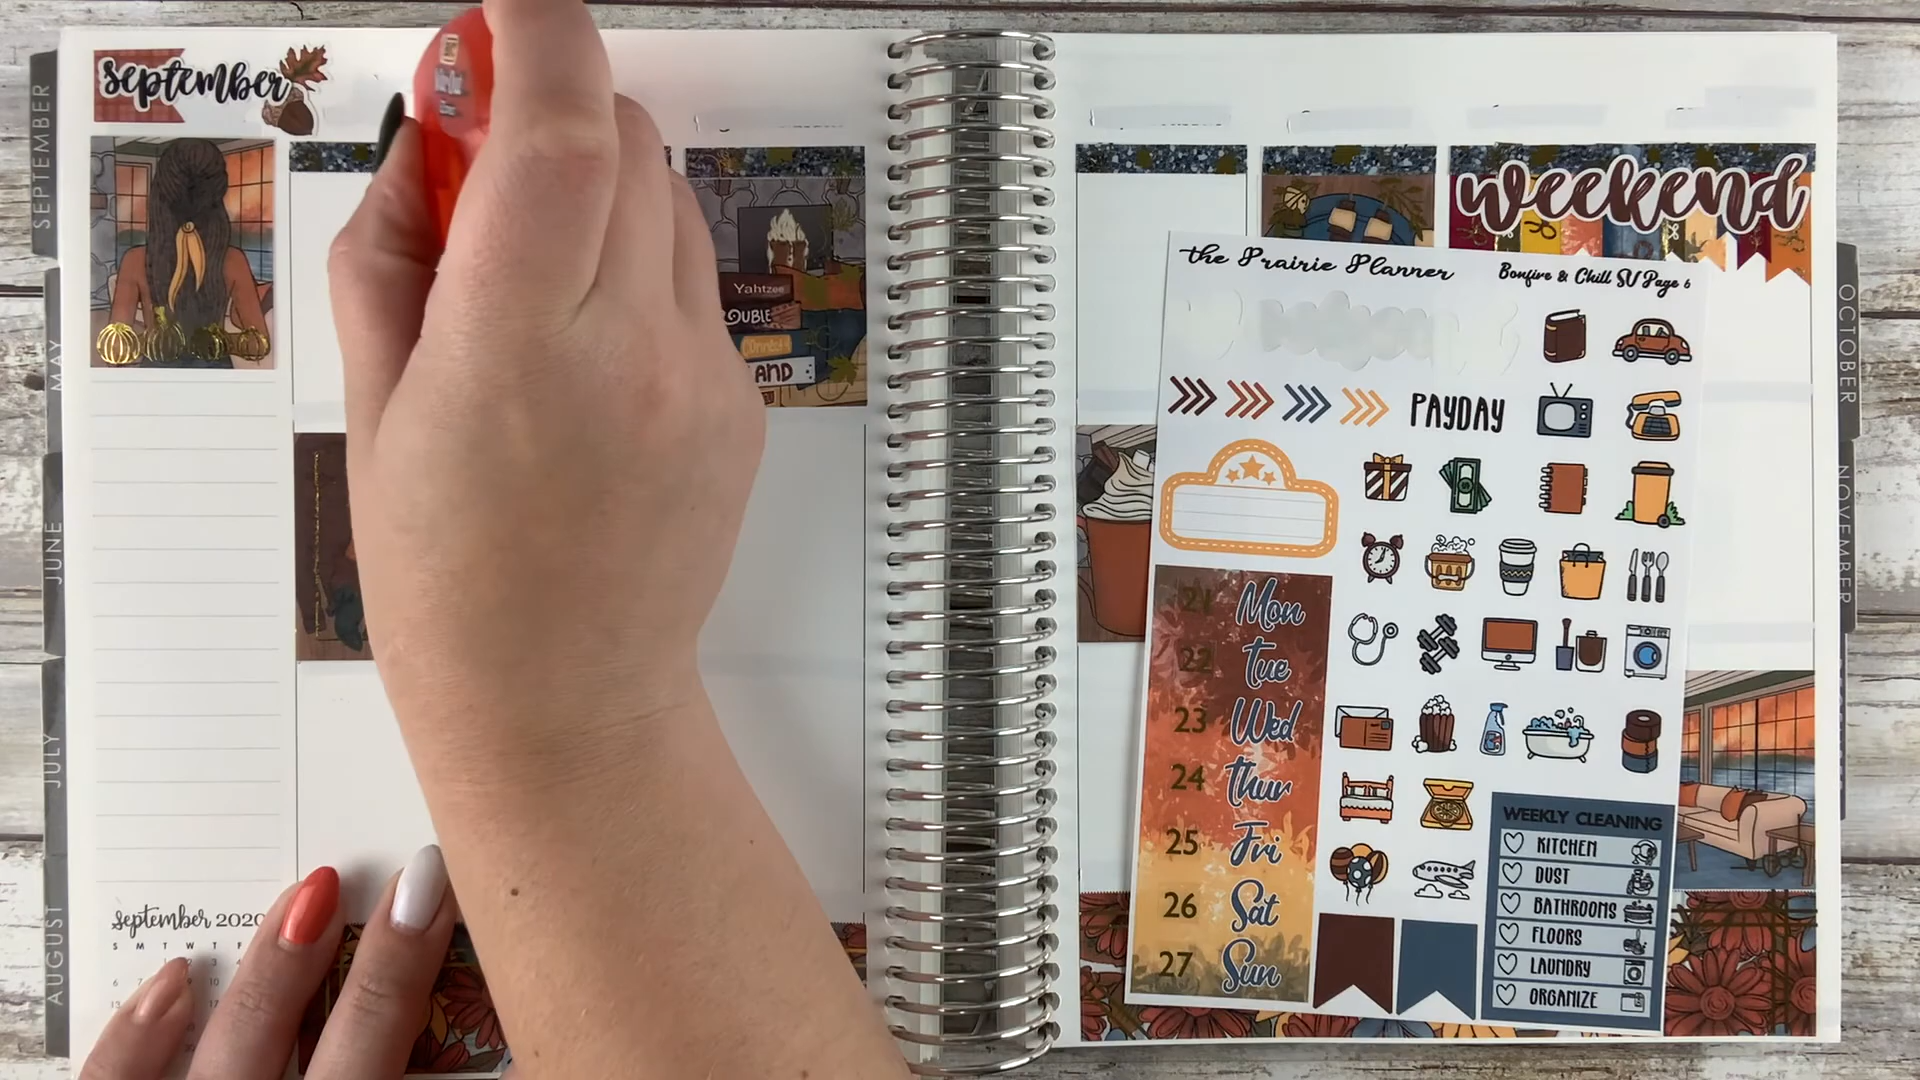 september
SEPTEMBER
MAY
JUNE
JULY
AUGUST
Yahtzee
OUBLE
Connect 4
AND
september 2020
S M T W T F
weekend
the Prairie Planner
Bonfire & Chill SV Page 6
PAYDAY
21 Mon
22 Tue
23 Wed
24 Thur
25 Fri
26 Sat
27 Sun
WEEKLY CLEANING
KITCHEN
DUST
BATHROOMS
FLOORS
LAUNDRY
ORGANIZE
OCTOBER
NOVEMBER